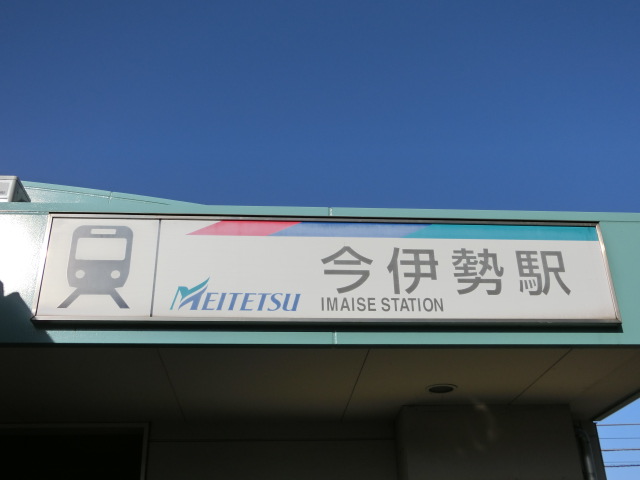 今伊勢駅
MEITETSU IMAISE STATION